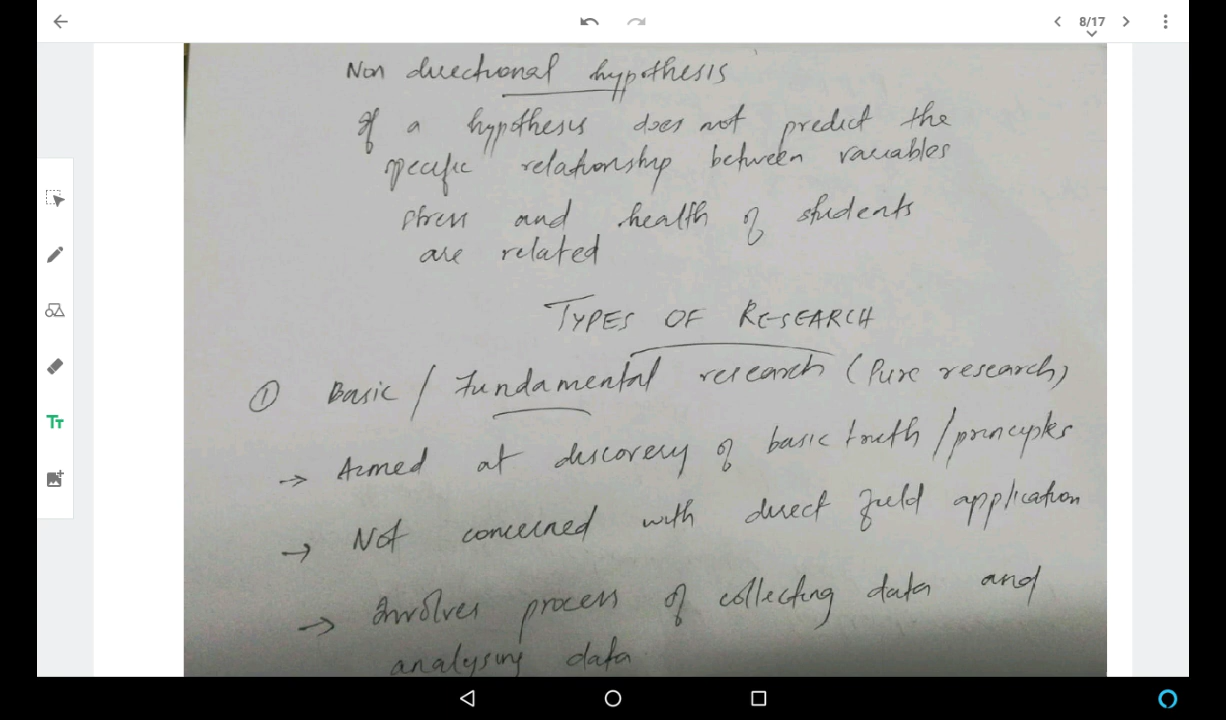 8/17
Non directional hypothesis
If a hypothesis does not predict the
specific relationship between variables
stress and health of students
are related
TYPES OF RESEARCH
① Basic / Fundamental research (Pure research)
→ Aimed at discovery of basic truth / principles
→ Not concerned with direct field application
→ Involves process of collecting data and
analysing data
Tт